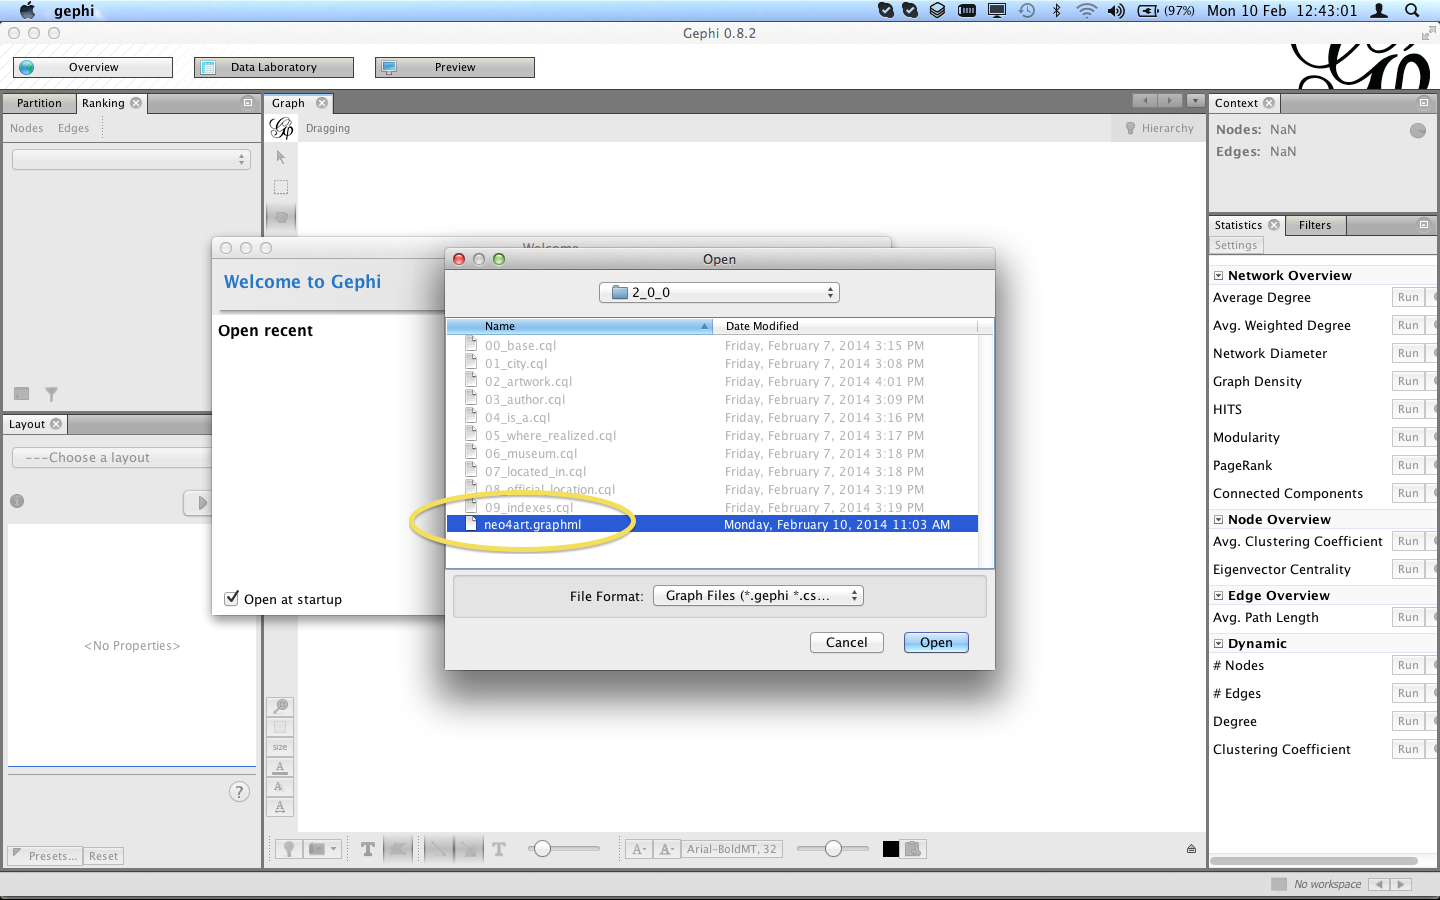 gephi
(97%) Mon 10 Feb 12:43:01
Gephi 0.8.2
Overview
Data Laboratory
Preview
Partition
Ranking
Nodes
Edges
Graph
Dragging
Hierarchy
Context
Nodes: NaN
Edges: NaN
Statistics
Filters
Settings
Network Overview
Average Degree Run
Avg. Weighted Degree Run
Network Diameter Run
Graph Density Run
HITS Run
Modularity Run
PageRank Run
Connected Components Run
Node Overview
Avg. Clustering Coefficient Run
Eigenvector Centrality Run
Edge Overview
Avg. Path Length Run
Dynamic
# Nodes Run
# Edges Run
Degree Run
Clustering Coefficient Run
Welcome
Welcome to Gephi
Open recent
Open at startup
Open
2_0_0
Name Date Modified
00_base.cql Friday, February 7, 2014 3:15 PM
01_city.cql Friday, February 7, 2014 3:08 PM
02_artwork.cql Friday, February 7, 2014 4:01 PM
03_author.cql Friday, February 7, 2014 3:09 PM
04_is_a.cql Friday, February 7, 2014 3:16 PM
05_where_realized.cql Friday, February 7, 2014 3:17 PM
06_museum.cql Friday, February 7, 2014 3:18 PM
07_located_in.cql Friday, February 7, 2014 3:18 PM
08_official_location.cql Friday, February 7, 2014 3:19 PM
09_indexes.cql Friday, February 7, 2014 3:19 PM
neo4art.graphml Monday, February 10, 2014 11:03 AM
File Format: Graph Files (*.gephi *.cs...
Cancel
Open
Layout
---Choose a layout
<No Properties>
?
Presets...
Reset
size
A
A
A
T
T
A
A
Arial-BoldMT, 32
No workspace